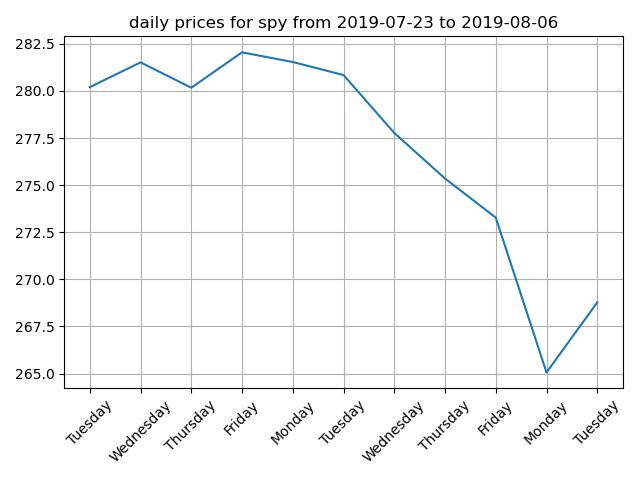 daily prices for spy from 2019-07-23 to 2019-08-06
282.5
280.0
277.5
275.0
272.5
270.0
267.5
265.0
Tuesday
Wednesday
Thursday
Friday
Monday
Tuesday
Wednesday
Thursday
Friday
Monday
Tuesday